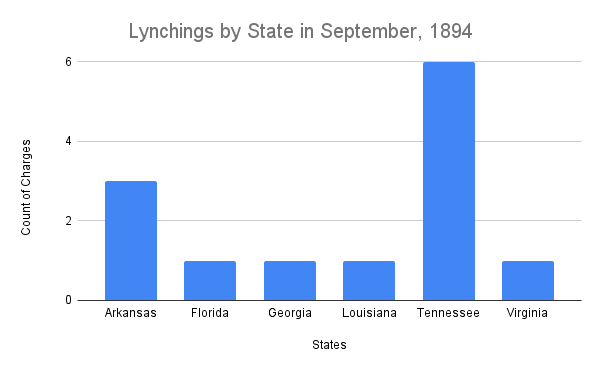 Lynchings by State in September, 1894
Count of Charges
6
4
2
0
Arkansas Florida Georgia Louisiana Tennessee Virginia
States